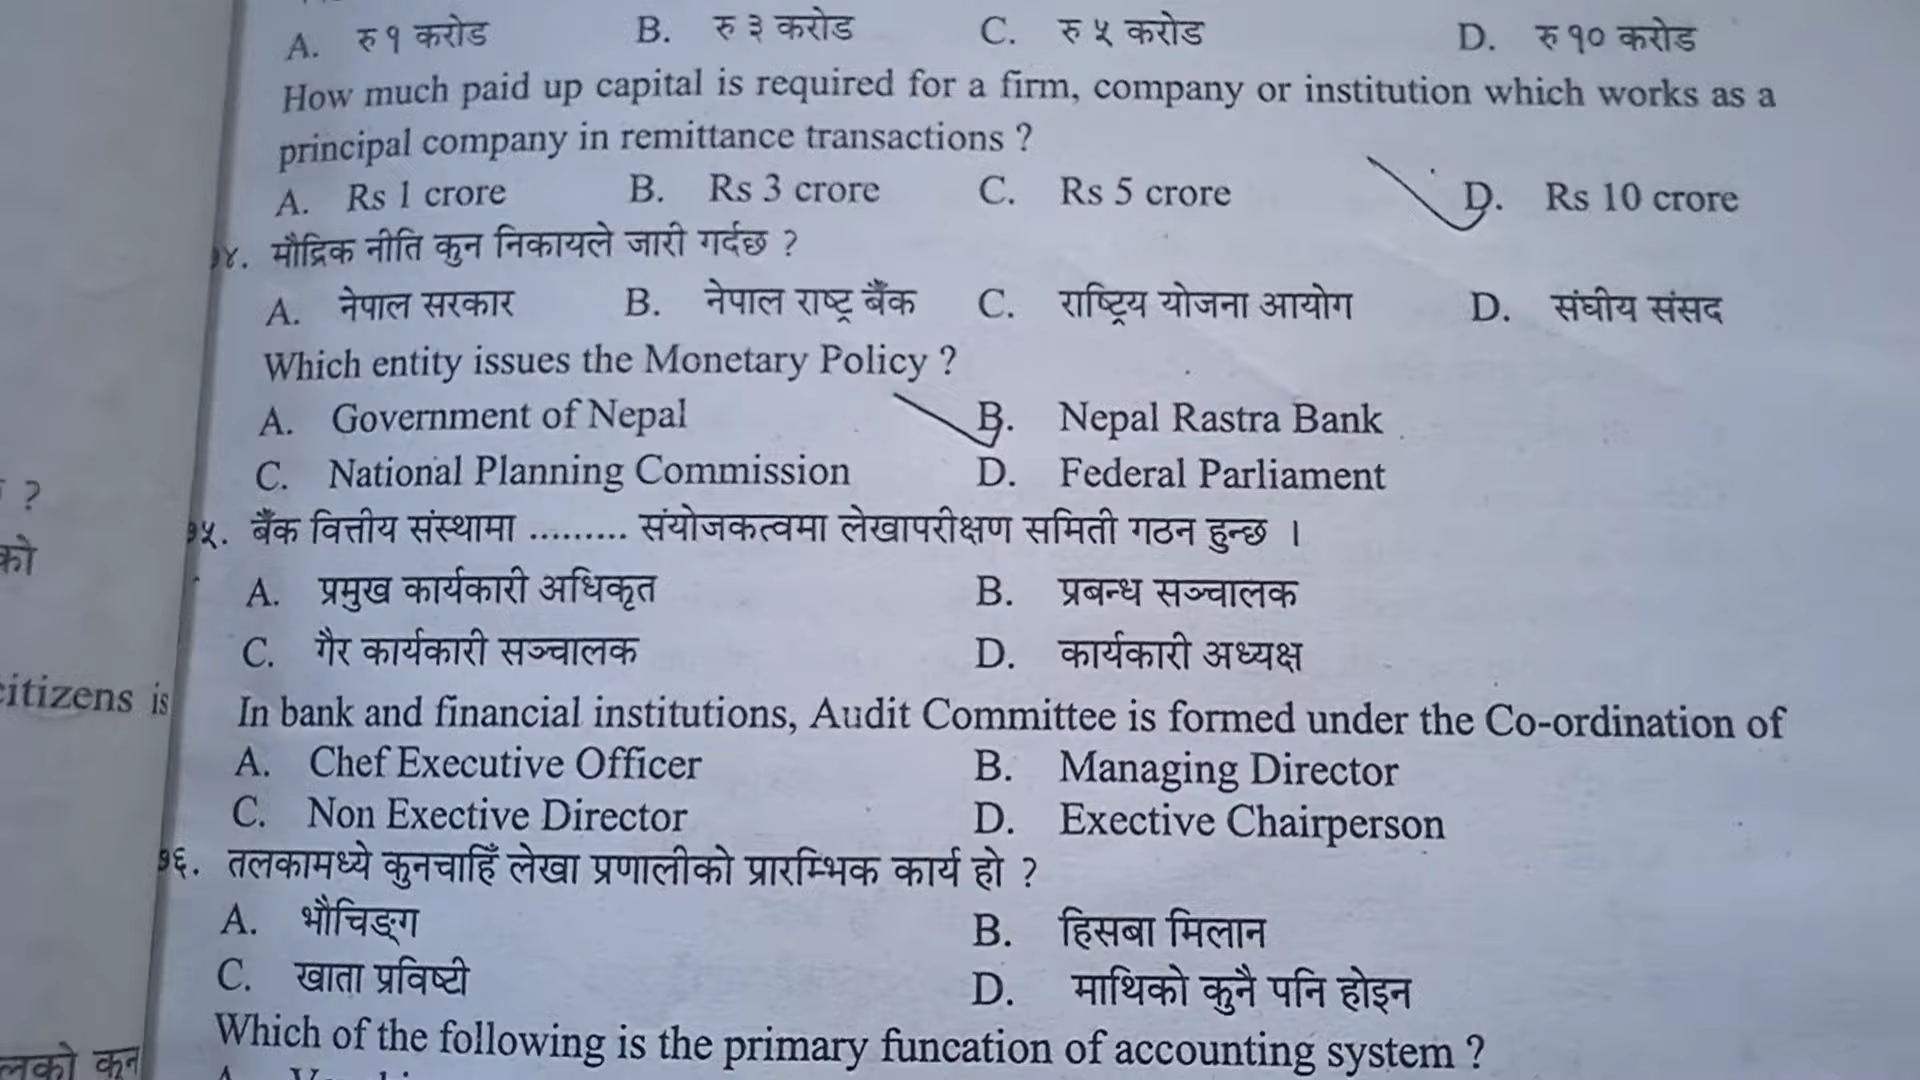 A. रु १ करोड B. रु ३ करोड C. रु ५ करोड D. रु १० करोड
How much paid up capital is required for a firm, company or institution which works as a
principal company in remittance transactions ?
A. Rs 1 crore B. Rs 3 crore C. Rs 5 crore D. Rs 10 crore
४. मौद्रिक नीति कुन निकायले जारी गर्दछ ?
A. नेपाल सरकार B. नेपाल राष्ट्र बैंक C. राष्ट्रिय योजना आयोग D. संघीय संसद
Which entity issues the Monetary Policy ?
A. Government of Nepal B. Nepal Rastra Bank
C. National Planning Commission D. Federal Parliament
?
५. बैंक वित्तीय संस्थामा ......... संयोजकत्वमा लेखापरीक्षण समिती गठन हुन्छ ।
को
A. प्रमुख कार्यकारी अधिकृत B. प्रबन्ध सञ्चालक
C. गैर कार्यकारी सञ्चालक D. कार्यकारी अध्यक्ष
citizens is
In bank and financial institutions, Audit Committee is formed under the Co-ordination of
A. Chef Executive Officer B. Managing Director
C. Non Exective Director D. Exective Chairperson
७६. तलकामध्ये कुनचाहिँ लेखा प्रणालीको प्रारम्भिक कार्य हो ?
A. भौचिङ्ग B. हिसबा मिलान
C. खाता प्रविष्टी D. माथिको कुनै पनि होइन
Which of the following is the primary funcation of accounting system ?
लको कुन